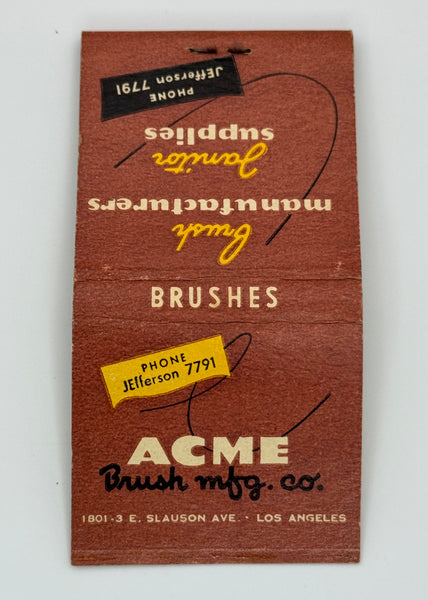 PHONE
JEfferson 7791
Brush
manufacturers
Janitor
supplies
BRUSHES
PHONE
JEfferson 7791
ACME
Brush mfg. co.
1801-3 E. SLAUSON AVE. · LOS ANGELES